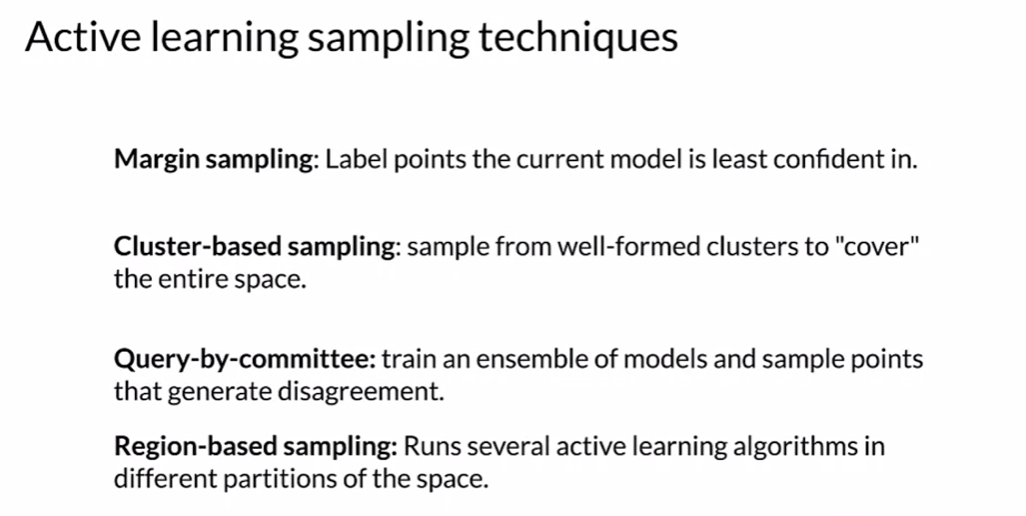 Active learning sampling techniques
Margin sampling: Label points the current model is least confident in.
Cluster-based sampling: sample from well-formed clusters to "cover"
the entire space.
Query-by-committee: train an ensemble of models and sample points
that generate disagreement.
Region-based sampling: Runs several active learning algorithms in
different partitions of the space.